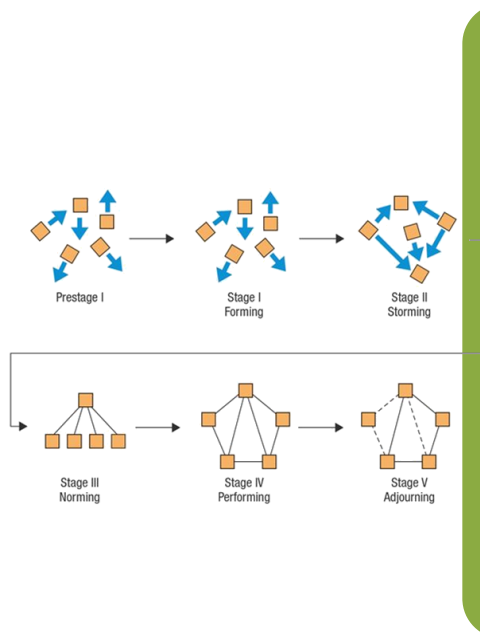 Prestage I
Stage I
Forming
Stage II
Storming
Stage III
Norming
Stage IV
Performing
Stage V
Adjourning